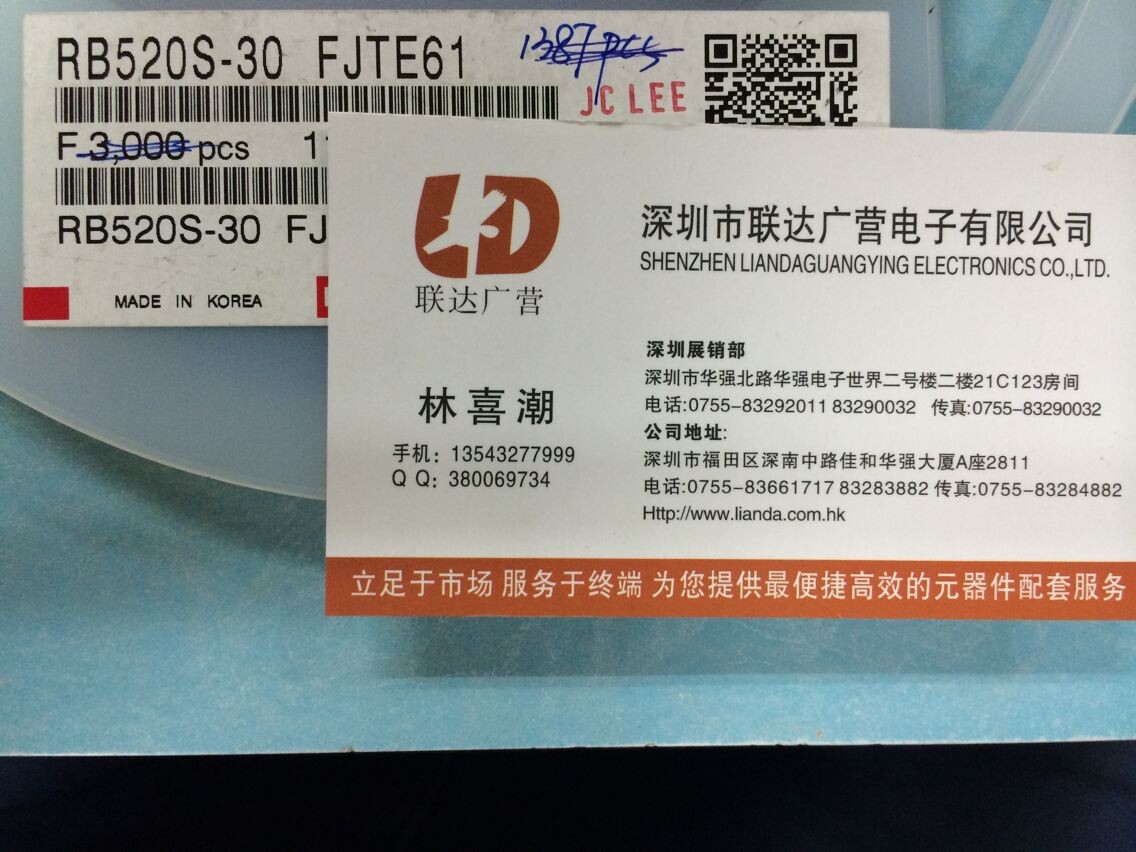 RB520S-30 FJTE61
1387 pcs
JC LEE
F 3,000 pcs
RB520S-30 FJ
MADE IN KOREA
联达广营
深圳市联达广营电子有限公司
SHENZHEN LIANDAGUANGYING ELECTRONICS CO.,LTD.
林喜潮
手机：13543277999
Q Q：380069734
深圳展销部
深圳市华强北路华强电子世界二号楼二楼21C123房间
电话:0755-83292011 83290032 传真:0755-83290032
公司地址:
深圳市福田区深南中路佳和华强大厦A座2811
电话:0755-83661717 83283882 传真:0755-83284882
Http://www.lianda.com.hk
立足于市场 服务于终端 为您提供最便捷高效的元器件配套服务